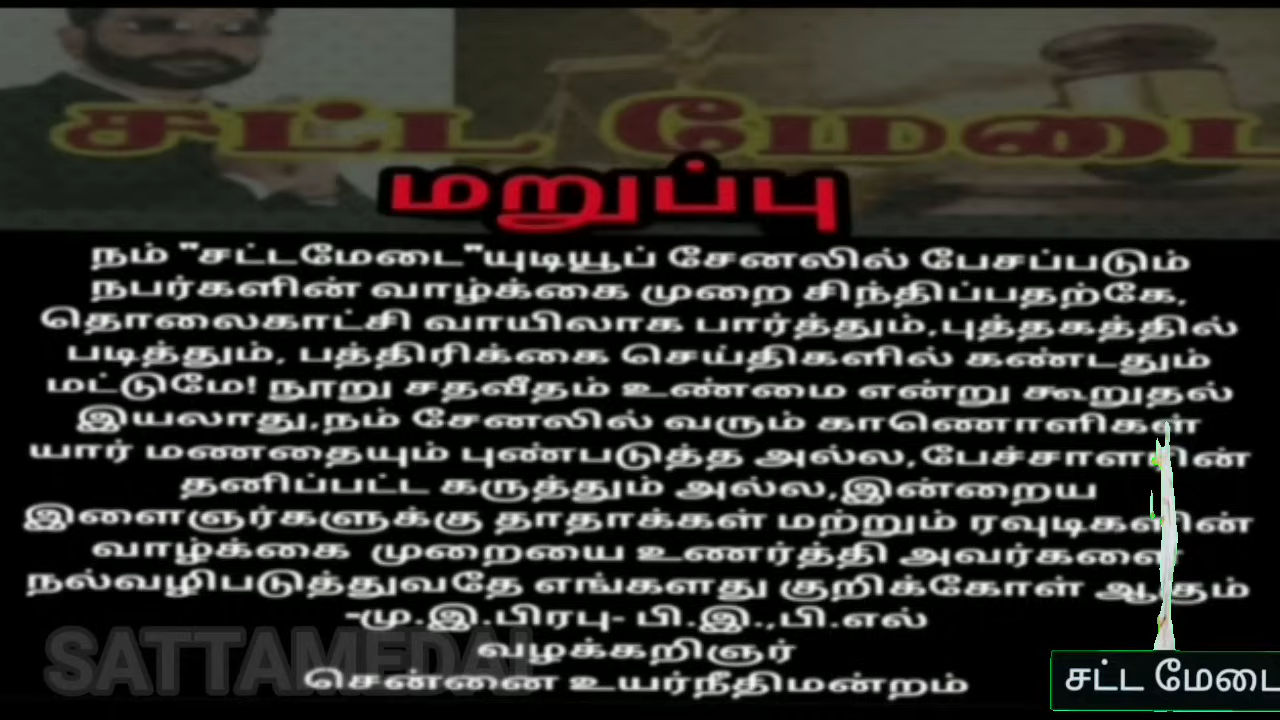 சட்ட மேடை
மறுப்பு
நம் "சட்டமேடை"யுடியூப் சேனலில் பேசப்படும்
நபர்களின் வாழ்க்கை முறை சிந்திப்பதற்கே,
தொலைகாட்சி வாயிலாக பார்த்தும்,புத்தகத்தில்
படித்தும், பத்திரிக்கை செய்திகளில் கண்டதும்
மட்டுமே! நூறு சதவீதம் உண்மை என்று கூறுதல்
இயலாது,நம் சேனலில் வரும் காணொளிகள்
யார் மணதையும் புண்படுத்த அல்ல,பேச்சாளரின்
தனிப்பட்ட கருத்தும் அல்ல,இன்றைய
இளைஞர்களுக்கு தாதாக்கள் மற்றும் ரவுடிகளின்
வாழ்க்கை முறையை உணர்த்தி அவர்களை
நல்வழிபடுத்துவதே எங்களது குறிக்கோள் ஆகும்
-மு.இ.பிரபு- பி.இ.,பி.எல்
வழக்கறிஞர்
சென்னை உயர்நீதிமன்றம்
SATTAMEDAI
சட்ட மேடை